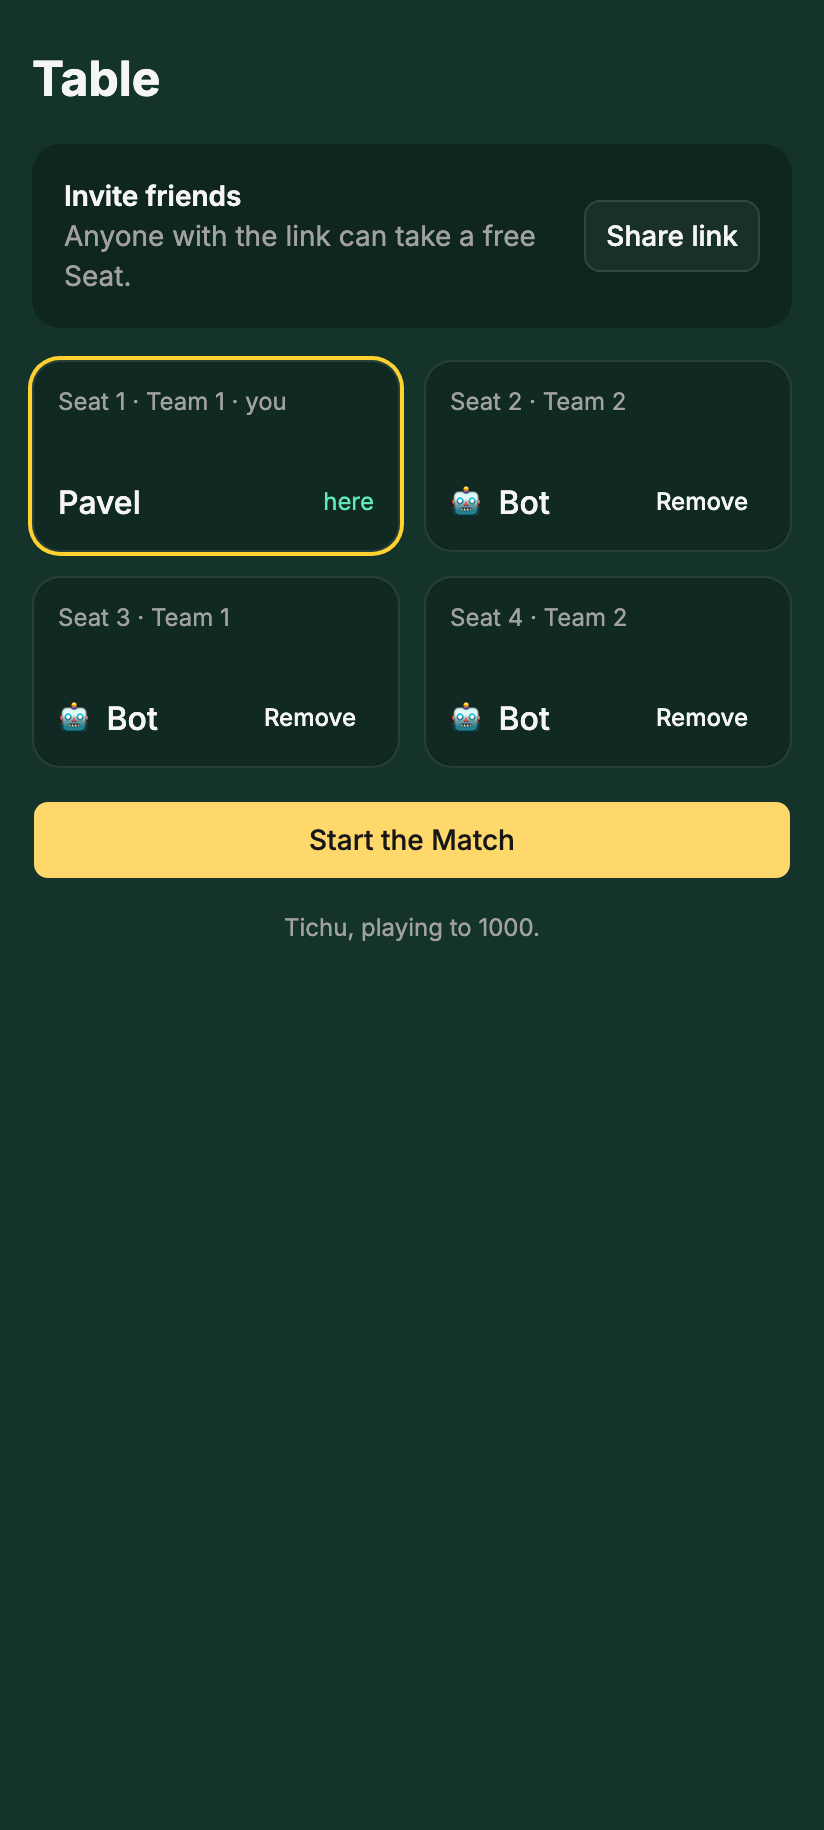 Table
Invite friends
Anyone with the link can take a free
Seat.
Share link
Seat 1 · Team 1 · you
Pavel
here
Seat 2 · Team 2
Bot
Remove
Seat 3 · Team 1
Bot
Remove
Seat 4 · Team 2
Bot
Remove
Start the Match
Tichu, playing to 1000.